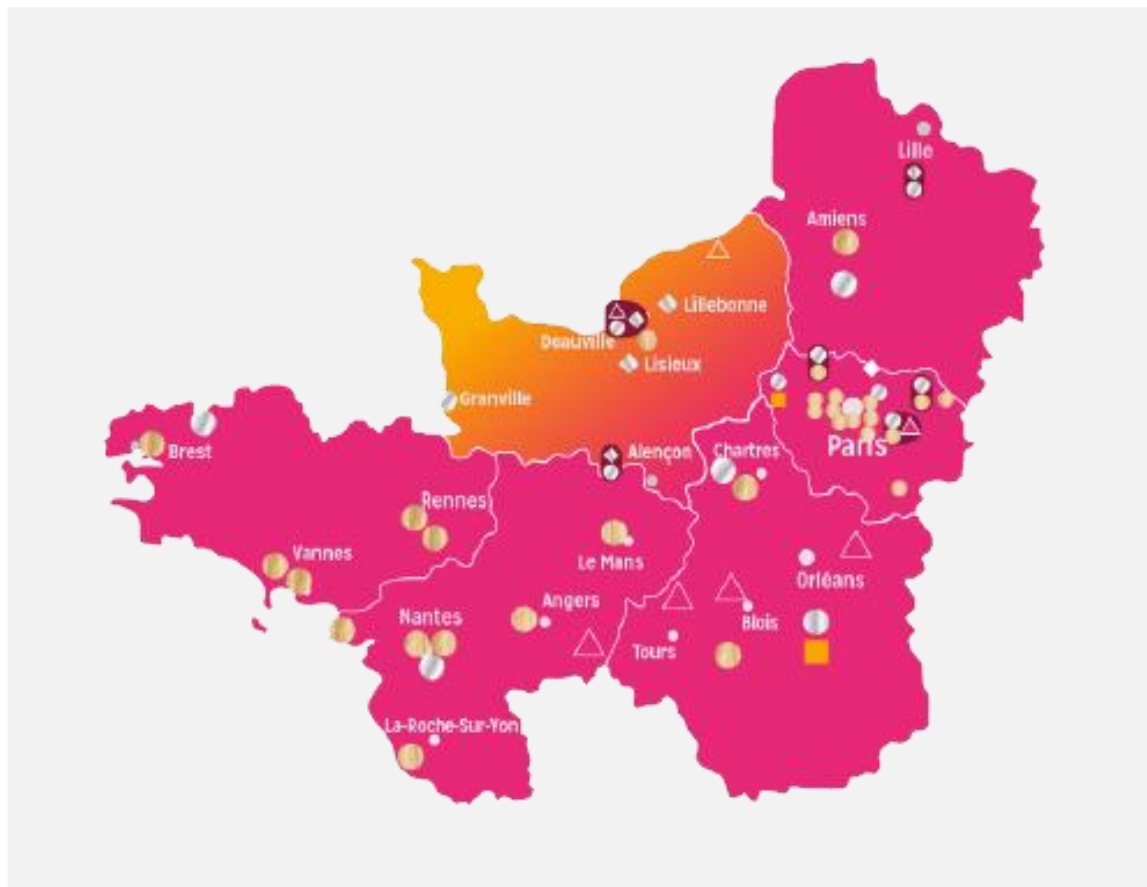 Lille
Amiens
Lillebonne
Deauville
Lisieux
Granville
Paris
Alençon
Chartres
Brest
Rennes
Vannes
Le Mans
Orléans
Angers
Nantes
Blois
Tours
La-Roche-Sur-Yon